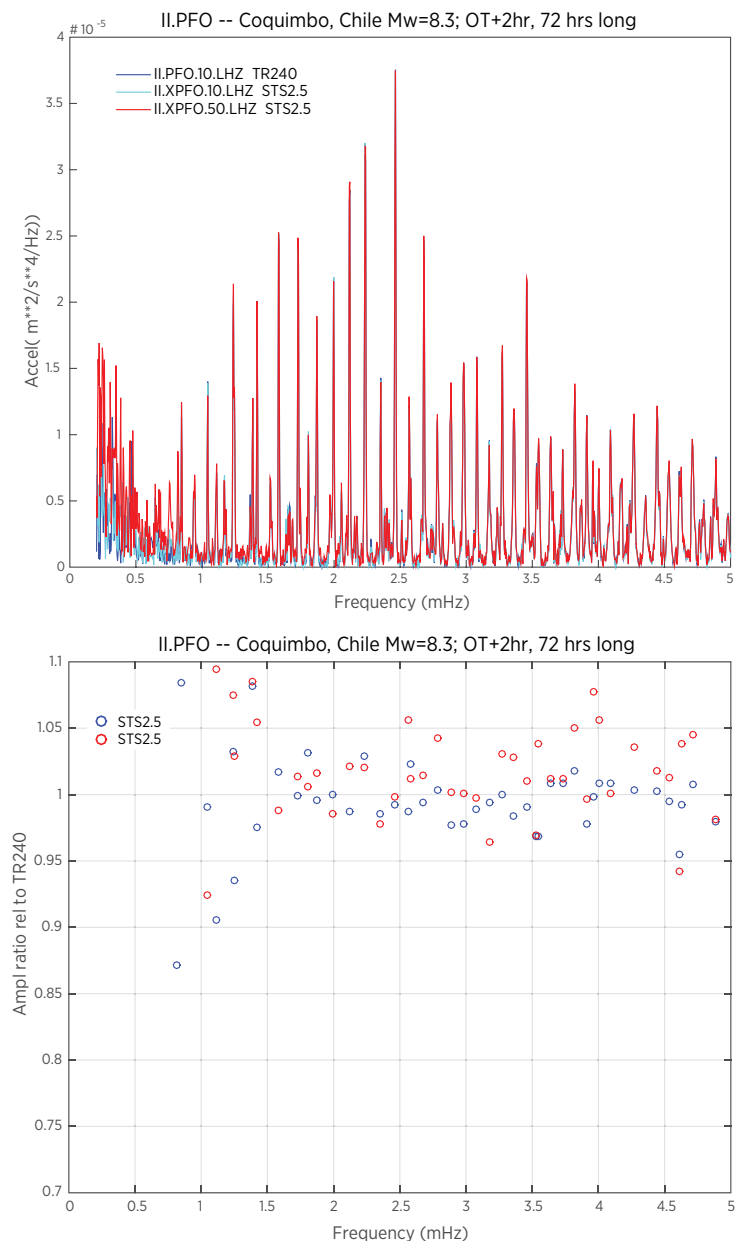 II.PFO -- Coquimbo, Chile Mw=8.3; OT+2hr, 72 hrs long
# 10 -5
4
3.5
3
2.5
2
1.5
1
0.5
0
Accel( m**2/s**4/Hz))
II.PFO.10.LHZ TR240
II.XPFO.10.LHZ STS2.5
II.XPFO.50.LHZ STS2.5
0 0.5 1 1.5 2 2.5 3 3.5 4 4.5 5
Frequency (mHz)
II.PFO -- Coquimbo, Chile Mw=8.3; OT+2hr, 72 hrs long
1.1
1.05
1
0.95
0.9
0.85
0.8
0.75
0.7
Ampl ratio rel to TR240
STS2.5
STS2.5
0 0.5 1 1.5 2 2.5 3 3.5 4 4.5 5
Frequency (mHz)